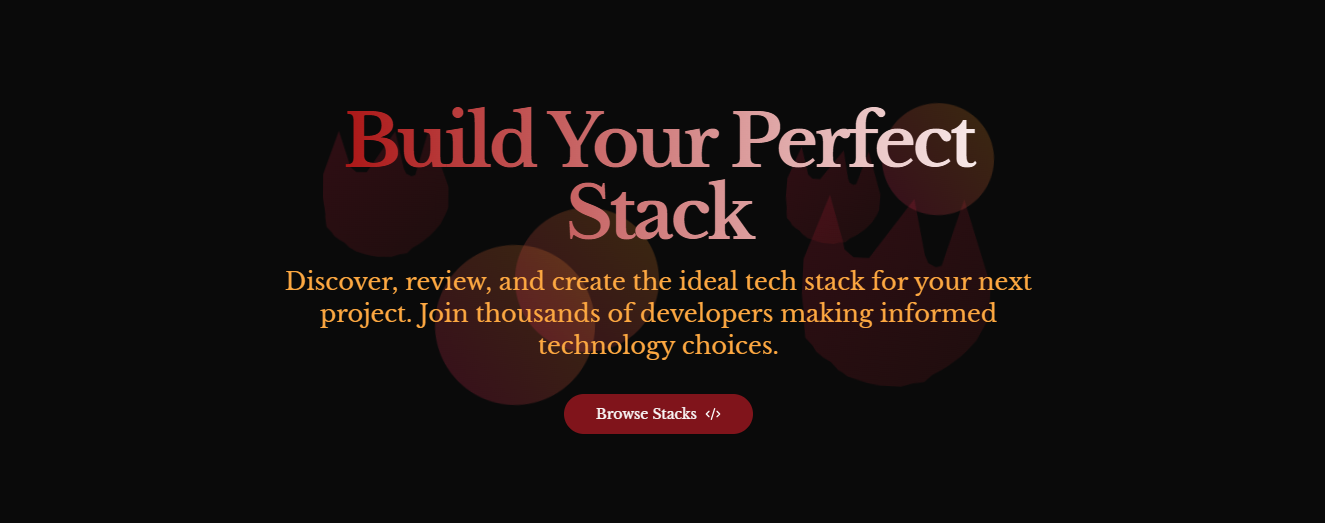 Build Your Perfect
Stack
Discover, review, and create the ideal tech stack for your next
project. Join thousands of developers making informed
technology choices.
Browse Stacks </>